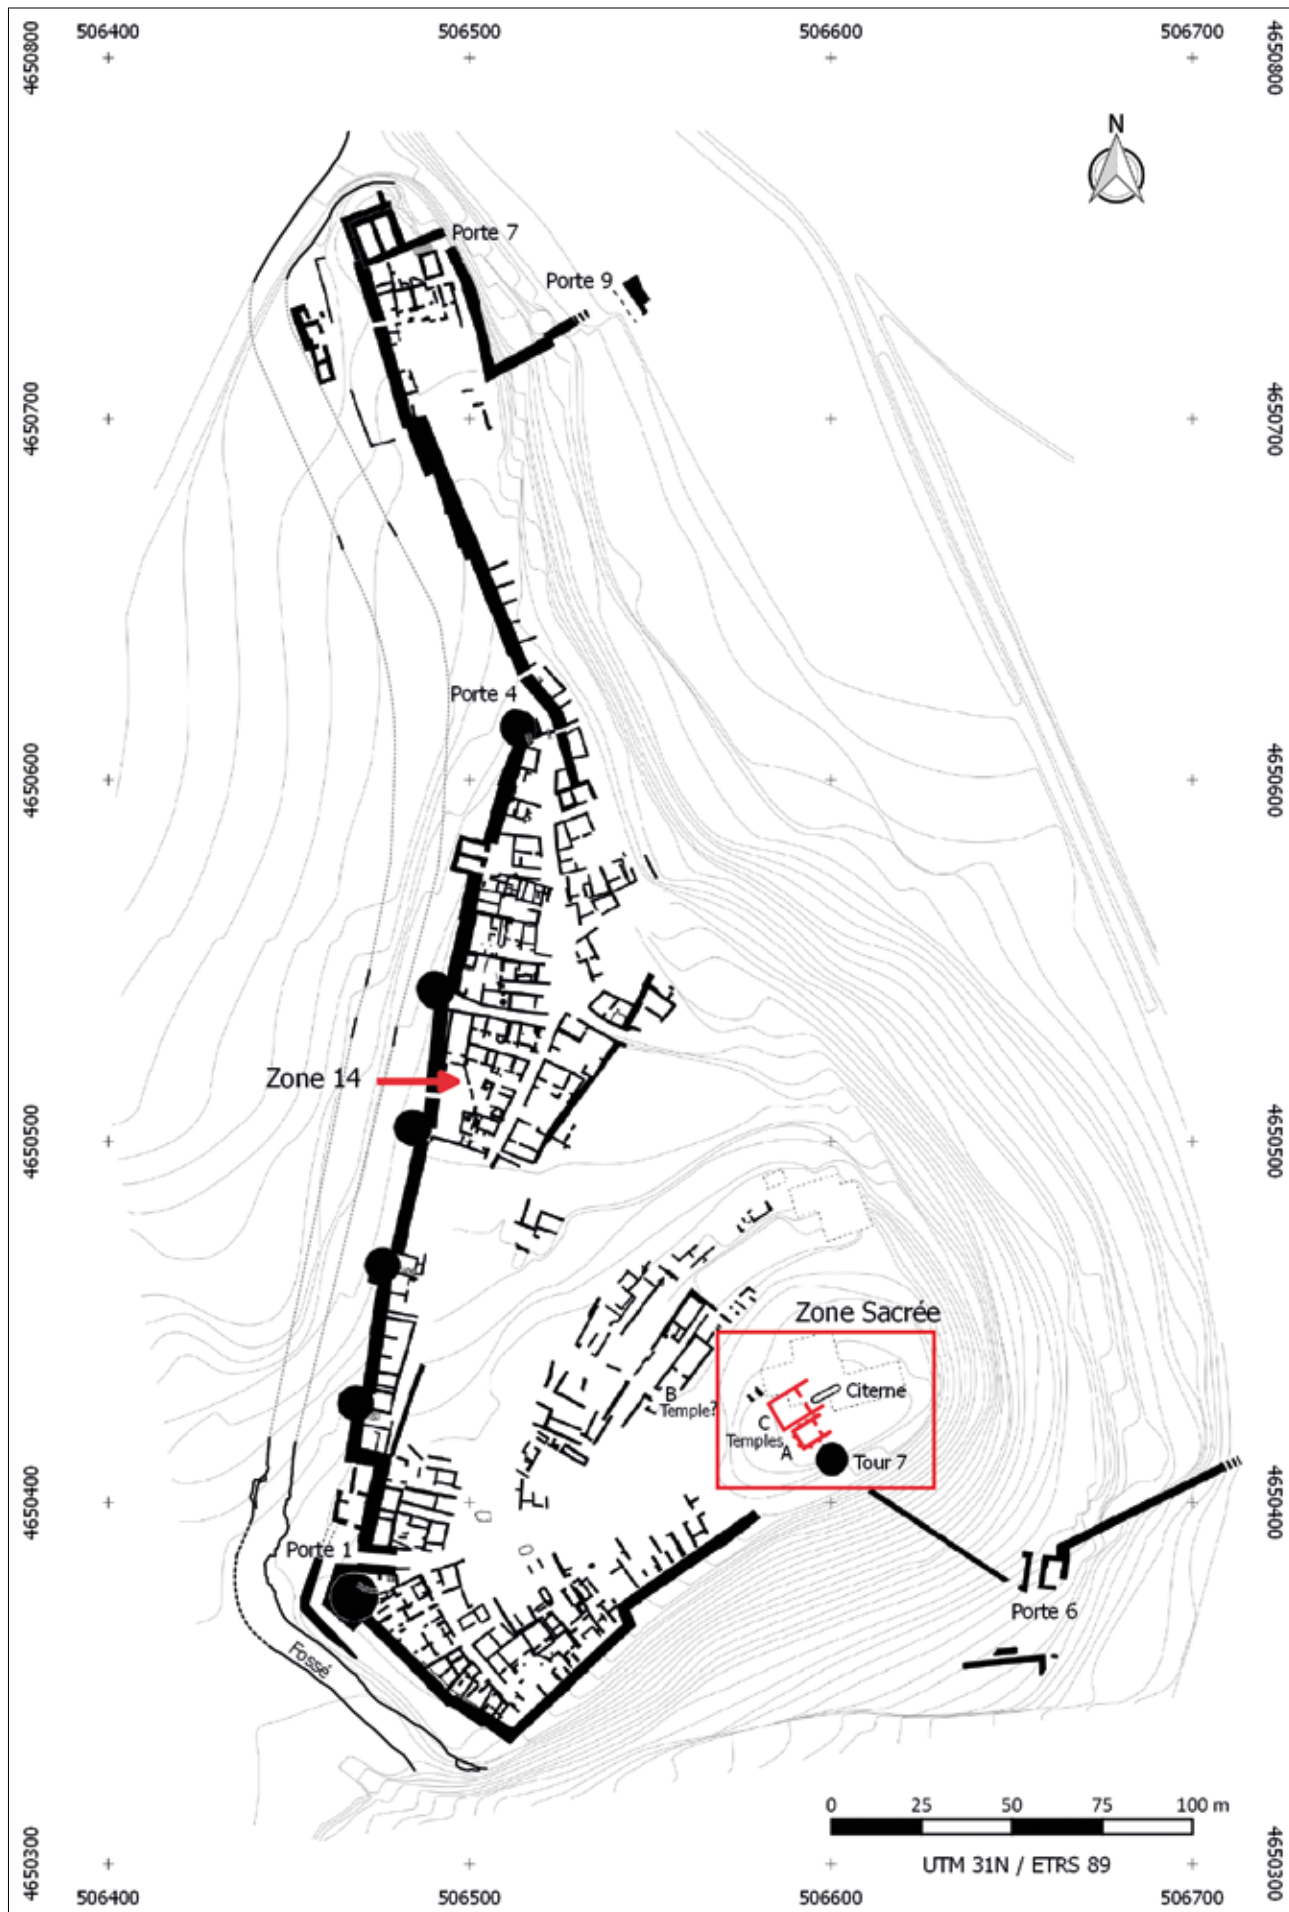 506400 506500 506600 506700
4650800 4650800
N
Porte 7
Porte 9
4650700 4650700
Porte 4
4650600 4650600
Zone 14
4650500 4650500
Zone Sacrée
B
Temple?
Citerne
C
Temples
A
Tour 7
4650400 4650400
Porte 1
Porte 6
Fossé
0 25 50 75 100 m
UTM 31N / ETRS 89
4650300 4650300
506400 506500 506600 506700